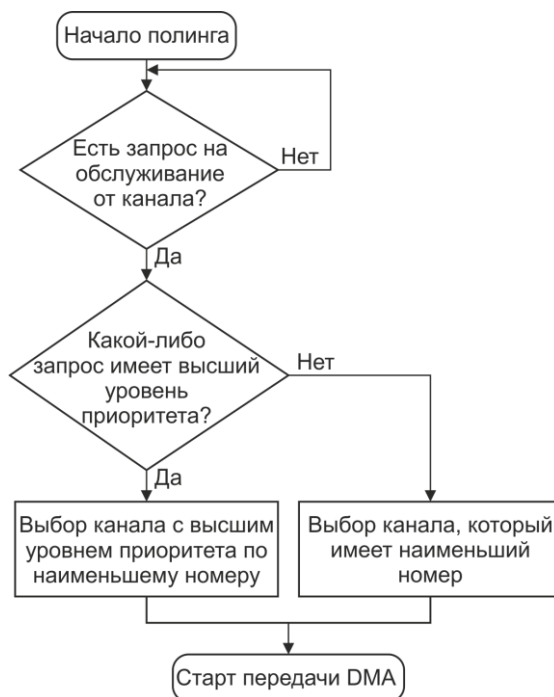 Начало полинга
Есть запрос на
обслуживание
от канала?
Нет
Да
Какой-либо
запрос имеет высший
уровень
приоритета?
Нет
Да
Выбор канала с высшим
уровнем приоритета по
наименьшему номеру
Выбор канала, который
имеет наименьший
номер
Старт передачи DMA